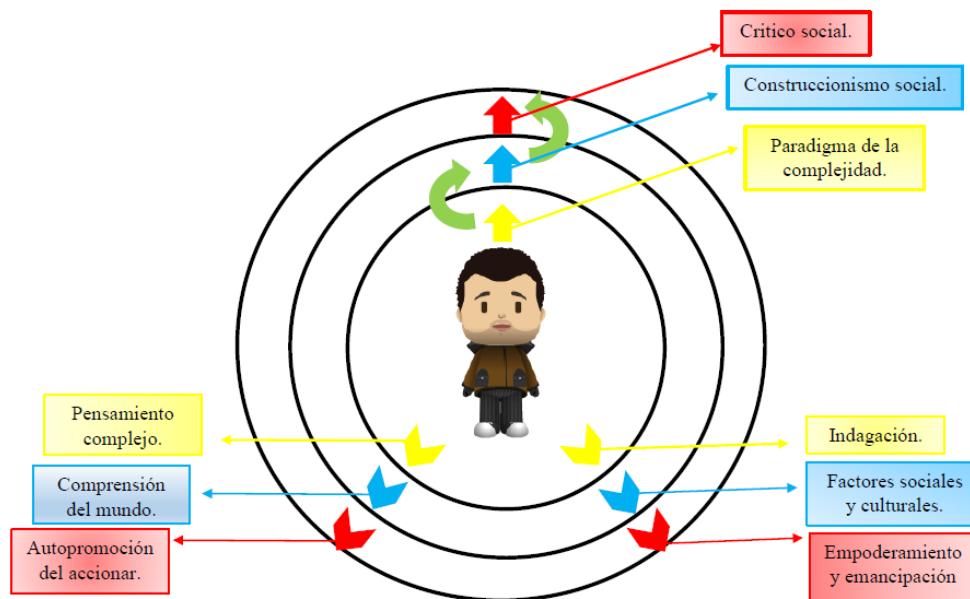 Critico social.
Construccionismo social.
Paradigma de la
complejidad.
Pensamiento
complejo.
Indagación.
Comprensión
del mundo.
Factores sociales
y culturales.
Autopromoción
del accionar.
Empoderamiento
y emancipación